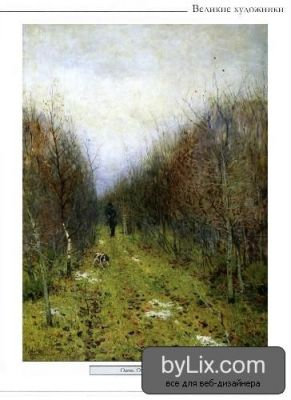 Великие художники
byLix.com
все для веб-дизайнера